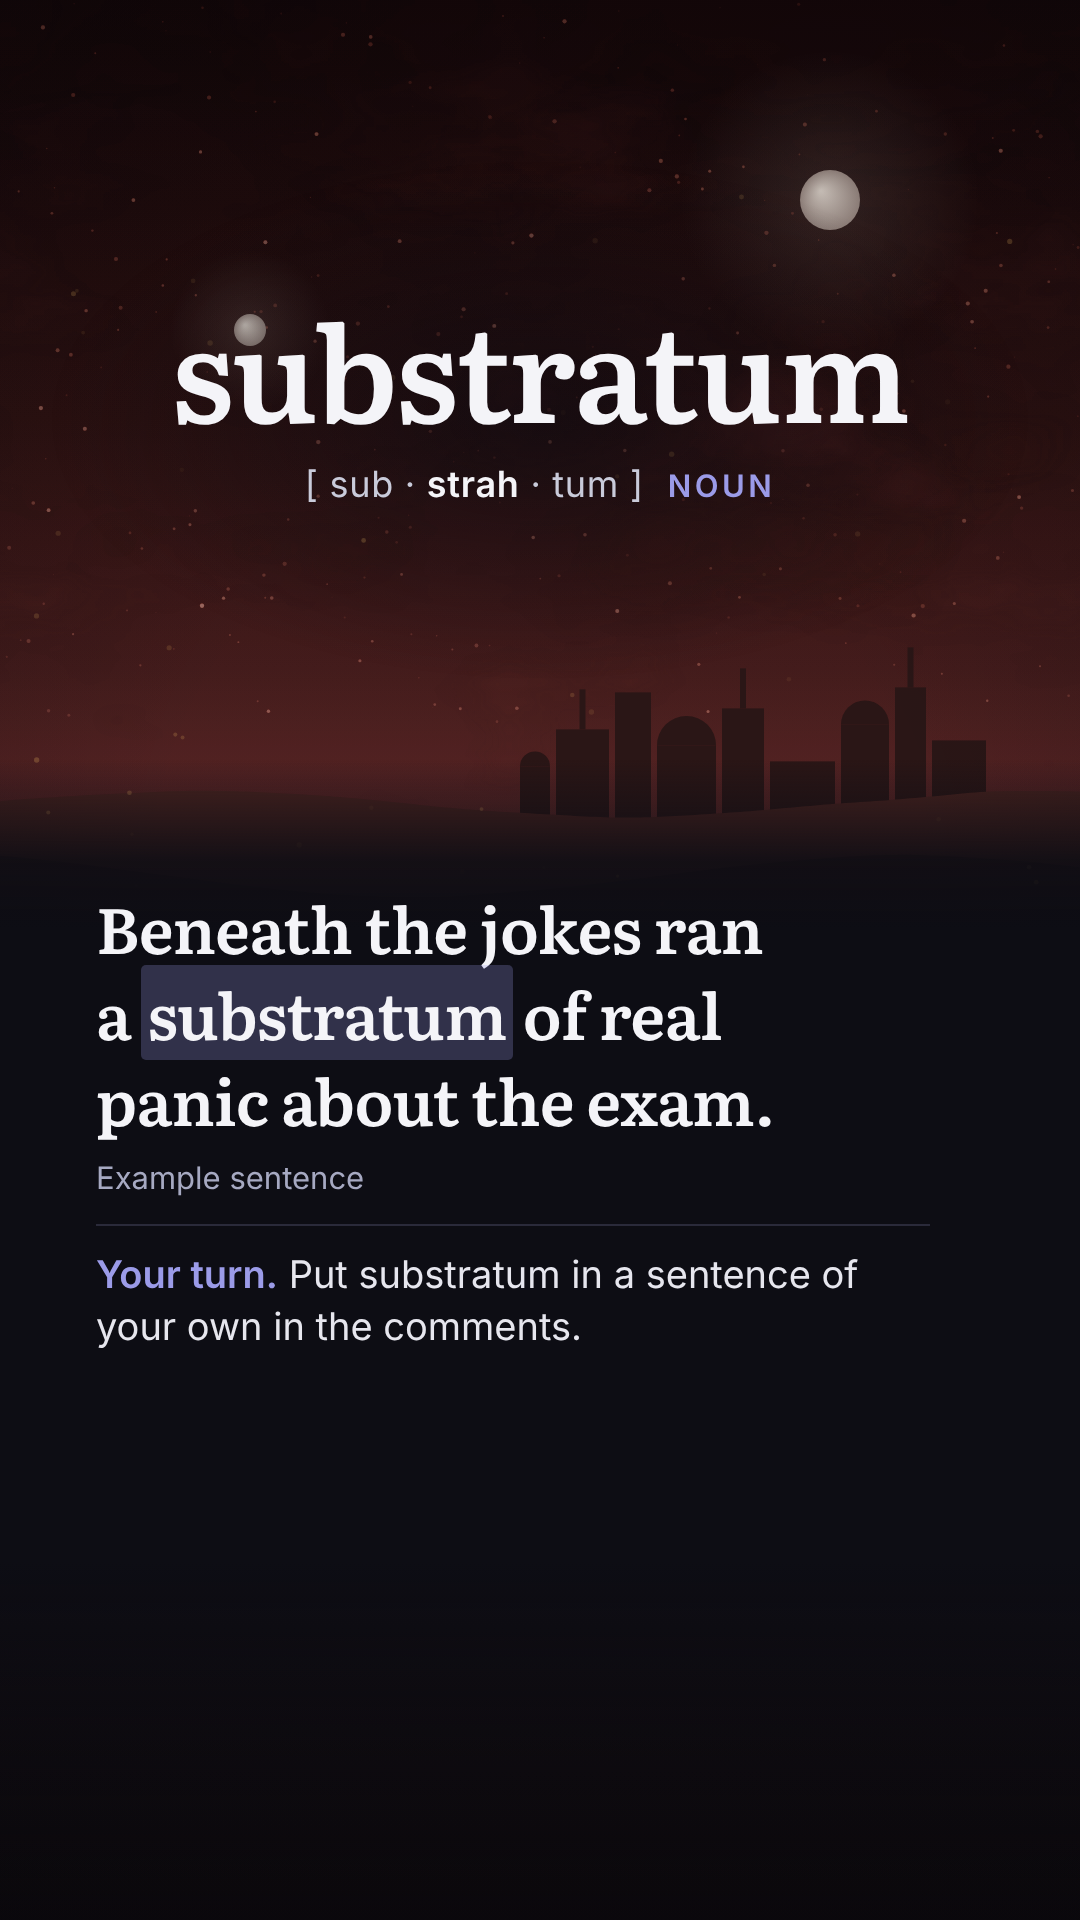 substratum
[ sub · strah · tum ] NOUN
Beneath the jokes ran
a substratum of real
panic about the exam.
Example sentence
Your turn. Put substratum in a sentence of
your own in the comments.